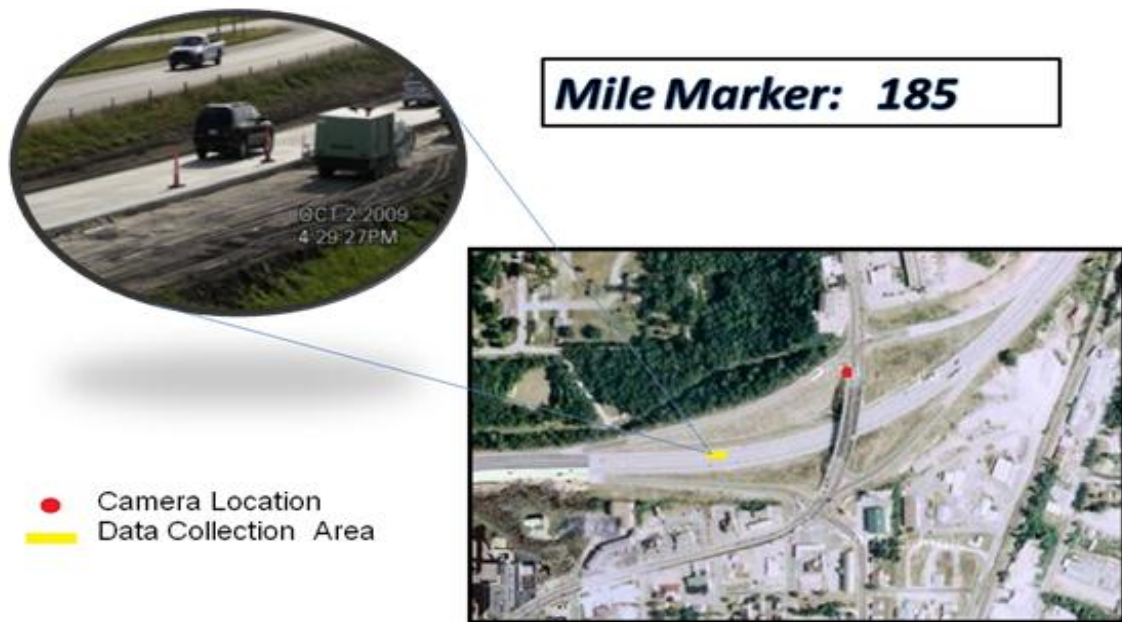 Mile Marker: 185
OCT 2 2009
4:29:27PM
Camera Location
Data Collection Area